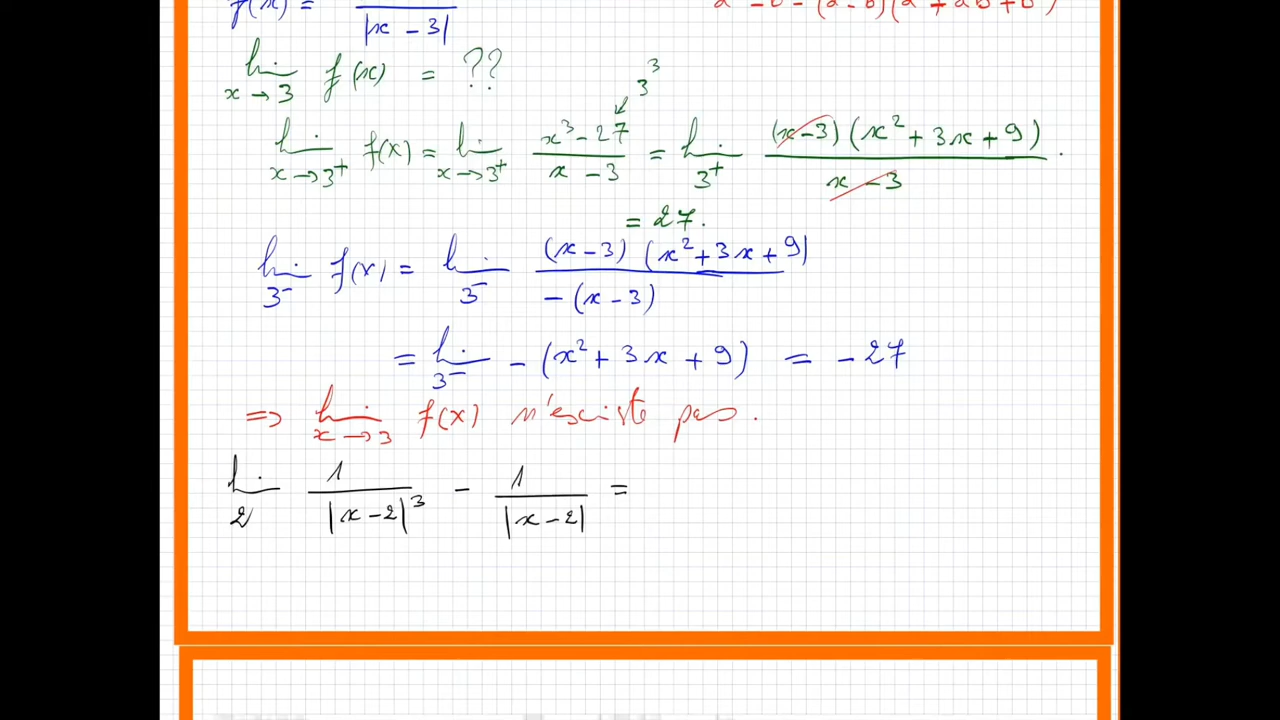 f(x) = / |x - 3|
lim x→3 f(x) = ??
3³
lim x→3⁺ f(x) = lim x→3⁺ (x³ - 27)/(x - 3) = lim 3⁺ (x-3)(x² + 3x + 9)/(x - 3) .
= 27.
lim 3⁻ f(x) = lim 3⁻ (x - 3)(x² + 3x + 9)/-(x - 3)
= lim 3⁻ - (x² + 3x + 9) = - 27
=> lim x→3 f(x) n'existe pas.
lim 2 1/|x - 2|³ - 1/|x - 2| =